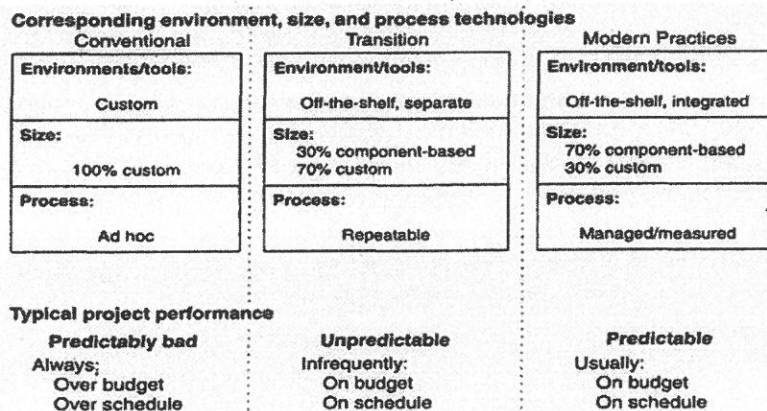 Corresponding environment, size, and process technologies
Conventional
Transition
Modern Practices
Environments/tools:
Custom
Size:
100% custom
Process:
Ad hoc
Environment/tools:
Off-the-shelf, separate
Size:
30% component-based
70% custom
Process:
Repeatable
Environment/tools:
Off-the-shelf, integrated
Size:
70% component-based
30% custom
Process:
Managed/measured
Typical project performance
Predictably bad
Always:
Over budget
Over schedule
Unpredictable
Infrequently:
On budget
On schedule
Predictable
Usually:
On budget
On schedule